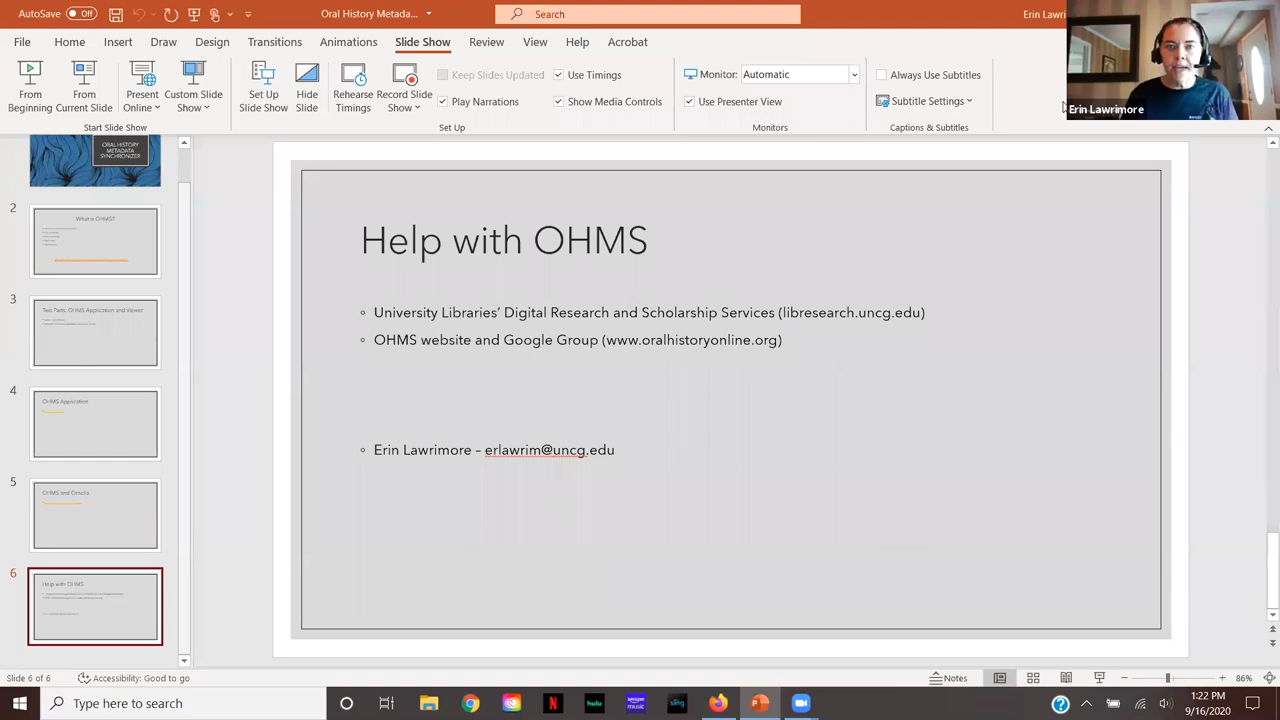 AutoSave Off Oral History Metada... Search Erin Lawri
File Home Insert Draw Design Transitions Animations Slide Show Review View Help Acrobat
From Beginning
From Current Slide
Present Online
Custom Slide Show
Start Slide Show
Set Up Slide Show
Hide Slide
Rehearse Timings
Record Slide Show
Keep Slides Updated
Play Narrations
Use Timings
Show Media Controls
Set Up
Monitor: Automatic
Use Presenter View
Monitors
Always Use Subtitles
Subtitle Settings
Captions & Subtitles
Erin Lawrimore
ORAL HISTORY
METADATA
SYNCHRONIZER
2
What is OHMS?
3
Two Parts: OHMS Application and Viewer
4
OHMS Application
5
OHMS and Omeka
6
Help with OHMS
Help with OHMS
University Libraries’ Digital Research and Scholarship Services (libresearch.uncg.edu)
OHMS website and Google Group (www.oralhistoryonline.org)
Erin Lawrimore – erlawrim@uncg.edu
Slide 6 of 6 Accessibility: Good to go Notes 86%
Type here to search
hulu
amazon music
sling
1:22 PM
9/16/2020